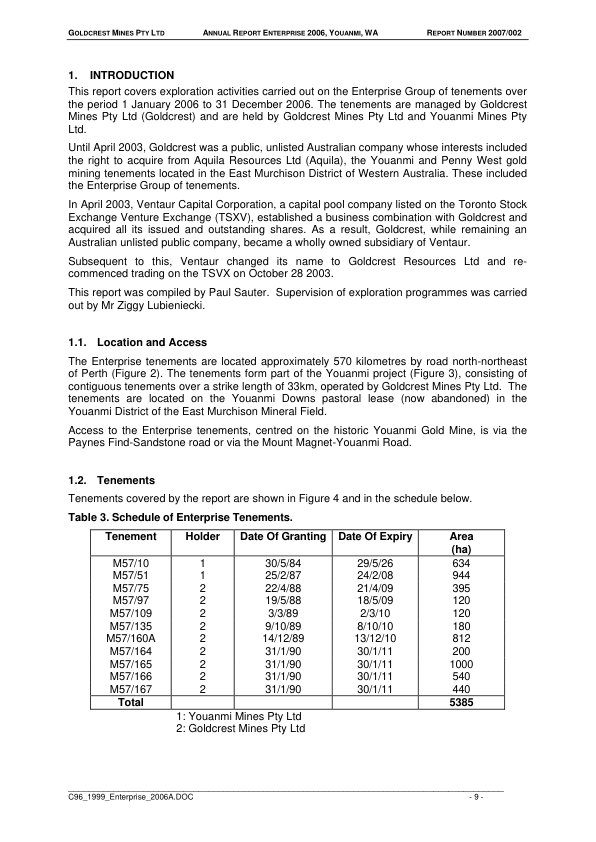 GOLDCREST MINES PTY LTD ANNUAL REPORT ENTERPRISE 2006, YOUANMI, WA REPORT NUMBER 2007/002
1. INTRODUCTION
This report covers exploration activities carried out on the Enterprise Group of tenements over
the period 1 January 2006 to 31 December 2006. The tenements are managed by Goldcrest
Mines Pty Ltd (Goldcrest) and are held by Goldcrest Mines Pty Ltd and Youanmi Mines Pty
Ltd.
Until April 2003, Goldcrest was a public, unlisted Australian company whose interests included
the right to acquire from Aquila Resources Ltd (Aquila), the Youanmi and Penny West gold
mining tenements located in the East Murchison District of Western Australia. These included
the Enterprise Group of tenements.
In April 2003, Ventaur Capital Corporation, a capital pool company listed on the Toronto Stock
Exchange Venture Exchange (TSXV), established a business combination with Goldcrest and
acquired all its issued and outstanding shares. As a result, Goldcrest, while remaining an
Australian unlisted public company, became a wholly owned subsidiary of Ventaur.
Subsequent to this, Ventaur changed its name to Goldcrest Resources Ltd and re-
commenced trading on the TSVX on October 28 2003.
This report was compiled by Paul Sauter. Supervision of exploration programmes was carried
out by Mr Ziggy Lubieniecki.
1.1. Location and Access
The Enterprise tenements are located approximately 570 kilometres by road north-northeast
of Perth (Figure 2). The tenements form part of the Youanmi project (Figure 3), consisting of
contiguous tenements over a strike length of 33km, operated by Goldcrest Mines Pty Ltd. The
tenements are located on the Youanmi Downs pastoral lease (now abandoned) in the
Youanmi District of the East Murchison Mineral Field.
Access to the Enterprise tenements, centred on the historic Youanmi Gold Mine, is via the
Paynes Find-Sandstone road or via the Mount Magnet-Youanmi Road.
1.2. Tenements
Tenements covered by the report are shown in Figure 4 and in the schedule below.
Table 3. Schedule of Enterprise Tenements.
Tenement Holder Date Of Granting Date Of Expiry Area
(ha)
M57/10 1 30/5/84 29/5/26 634
M57/51 1 25/2/87 24/2/08 944
M57/75 2 22/4/88 21/4/09 395
M57/97 2 19/5/88 18/5/09 120
M57/109 2 3/3/89 2/3/10 120
M57/135 2 9/10/89 8/10/10 180
M57/160A 2 14/12/89 13/12/10 812
M57/164 2 31/1/90 30/1/11 200
M57/165 2 31/1/90 30/1/11 1000
M57/166 2 31/1/90 30/1/11 540
M57/167 2 31/1/90 30/1/11 440
Total 5385
1: Youanmi Mines Pty Ltd
2: Goldcrest Mines Pty Ltd
C96_1999_Enterprise_2006A.DOC - 9 -